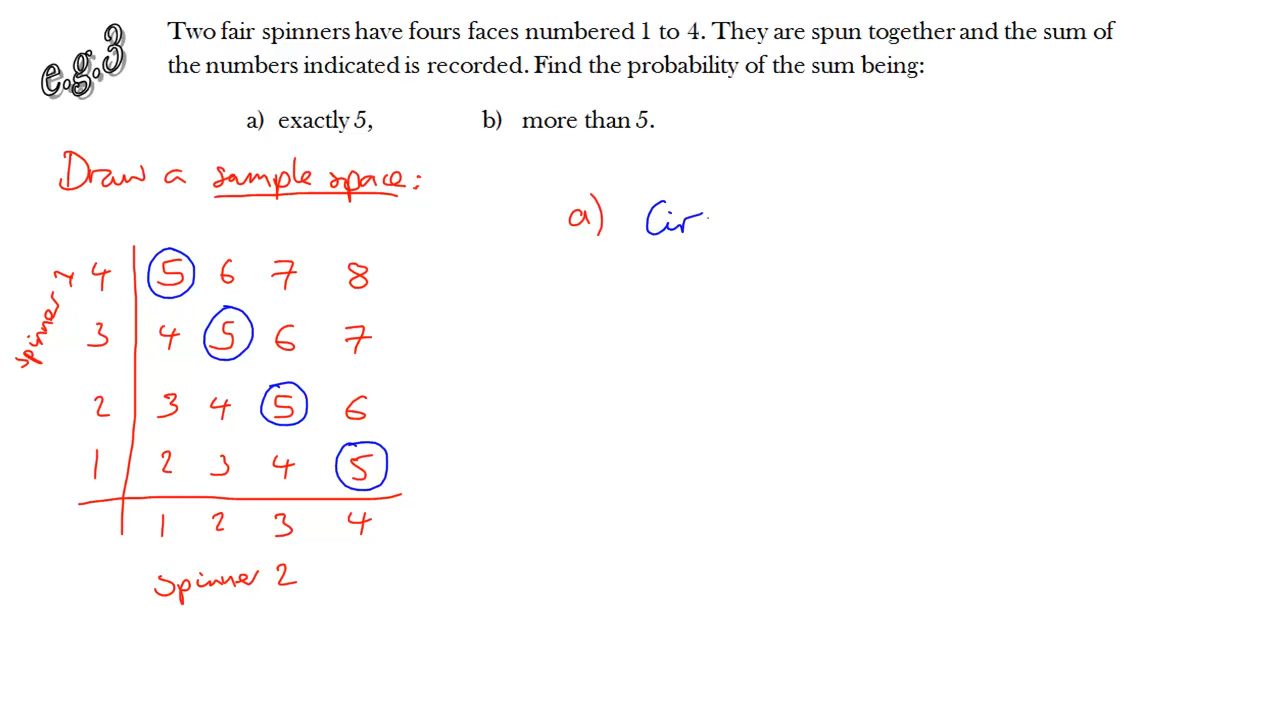 e.g.3
Two fair spinners have fours faces numbered 1 to 4. They are spun together and the sum of
the numbers indicated is recorded. Find the probability of the sum being:
a) exactly 5, b) more than 5.
Draw a sample space:
a) Cir
4 5 6 7 8
3 4 5 6 7
2 3 4 5 6
1 2 3 4 5
1 2 3 4
spinner
spinner 2